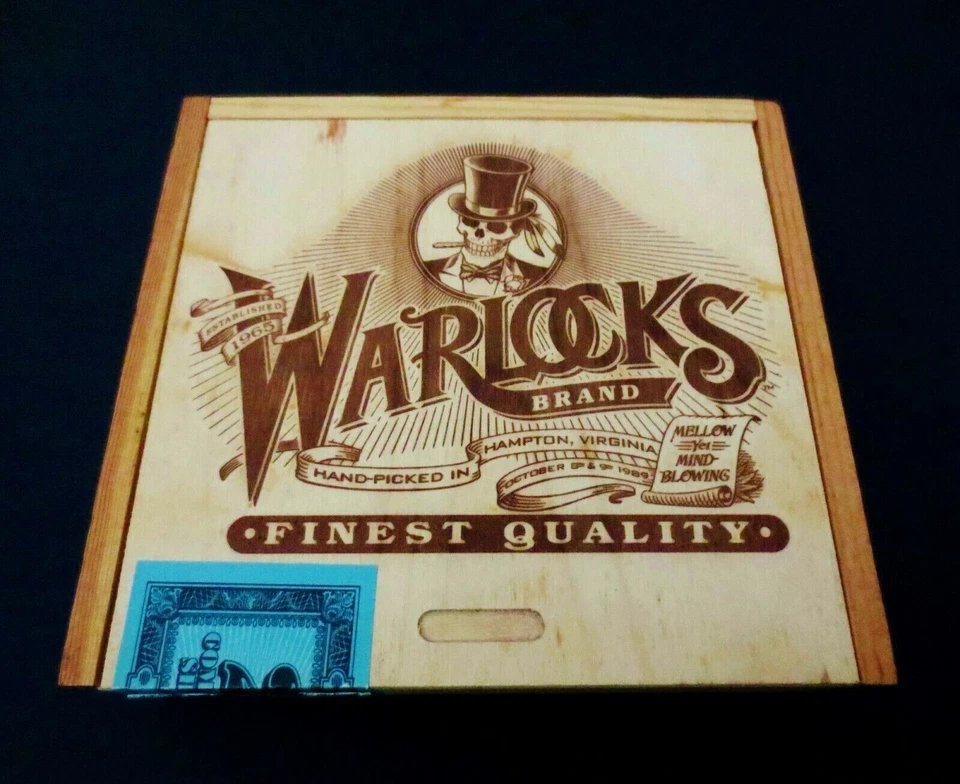 ESTABLISHED
1965
WARLOCKS
TM
BRAND
HAND-PICKED IN
HAMPTON, VIRGINIA
OCTOBER 8th & 9th 1989
MELLOW
Yet
MIND-
BLOWING
•FINEST QUALITY•